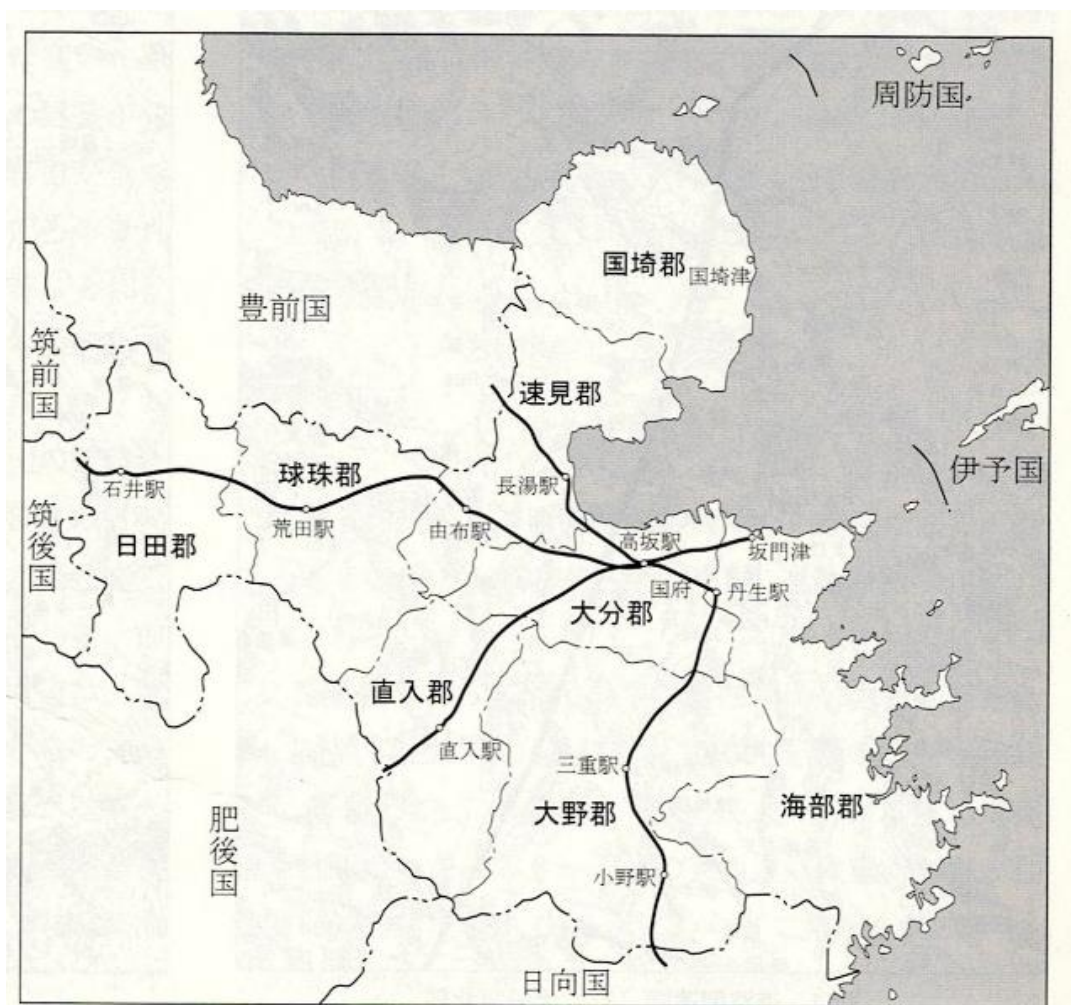 周防国
国埼郡
国埼津
豊前国
筑前国
速見郡
伊予国
球珠郡
長湯駅
石井駅
筑後国
荒田駅
由布駅
日田郡
高坂駅
坂門津
国府
丹生駅
大分郡
直入郡
直入駅
三重駅
大野郡
海部郡
肥後国
小野駅
日向国